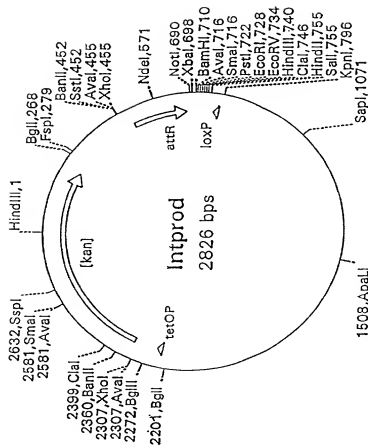 HindIII,1
BglI,268
FspI,279
BanII,452
SstI,452
AvaI,455
XhoI,455
NdeI,571
NotI,690
XbaI,698
BamHI,710
AvaI,716
SmaI,716
PstI,722
EcoRI,728
EcoRV,734
HindIII,740
ClaI,746
HindIII,755
SalI,755
KpnI,796
SapI,1071
1508,ApaLI
2201,BglI
2272,BglII
2307,AvaI
2307,XhoI
2360,BanII
2399,ClaI
2581,AvaI
2581,SmaI
2632,SspI
attR
loxP
[kan]
tetOP
Intprod
2826 bps